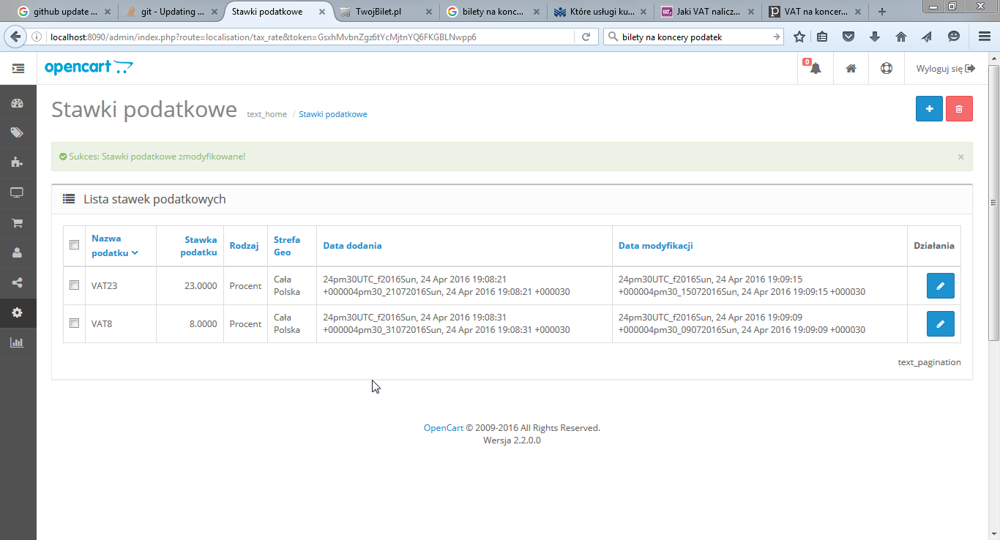 github update ...
git - Updating ...
Stawki podatkowe
TwojBilet.pl
bilety na konc...
Które usługi ku...
Jaki VAT nalicz...
VAT na koncer...
localhost:8090/admin/index.php?route=localisation/tax_rate&token=GsxhMvbnZgz6tYcMjtnYQ6FKGBLNwpp6
bilety na koncery podatek
opencart
0
Wyloguj się
Stawki podatkowe
text_home / Stawki podatkowe
Sukces: Stawki podatkowe zmodyfikowane!
Lista stawek podatkowych
Nazwa podatku
Stawka podatku
Rodzaj
Strefa Geo
Data dodania
Data modyfikacji
Działania
VAT23
23.0000
Procent
Cała Polska
24pm30UTC_f2016Sun, 24 Apr 2016 19:08:21
+000004pm30_21072016Sun, 24 Apr 2016 19:08:21 +000030
24pm30UTC_f2016Sun, 24 Apr 2016 19:09:15
+000004pm30_15072016Sun, 24 Apr 2016 19:09:15 +000030
VAT8
8.0000
Procent
Cała Polska
24pm30UTC_f2016Sun, 24 Apr 2016 19:08:31
+000004pm30_31072016Sun, 24 Apr 2016 19:08:31 +000030
24pm30UTC_f2016Sun, 24 Apr 2016 19:09:09
+000004pm30_09072016Sun, 24 Apr 2016 19:09:09 +000030
text_pagination
OpenCart © 2009-2016 All Rights Reserved.
Wersja 2.2.0.0